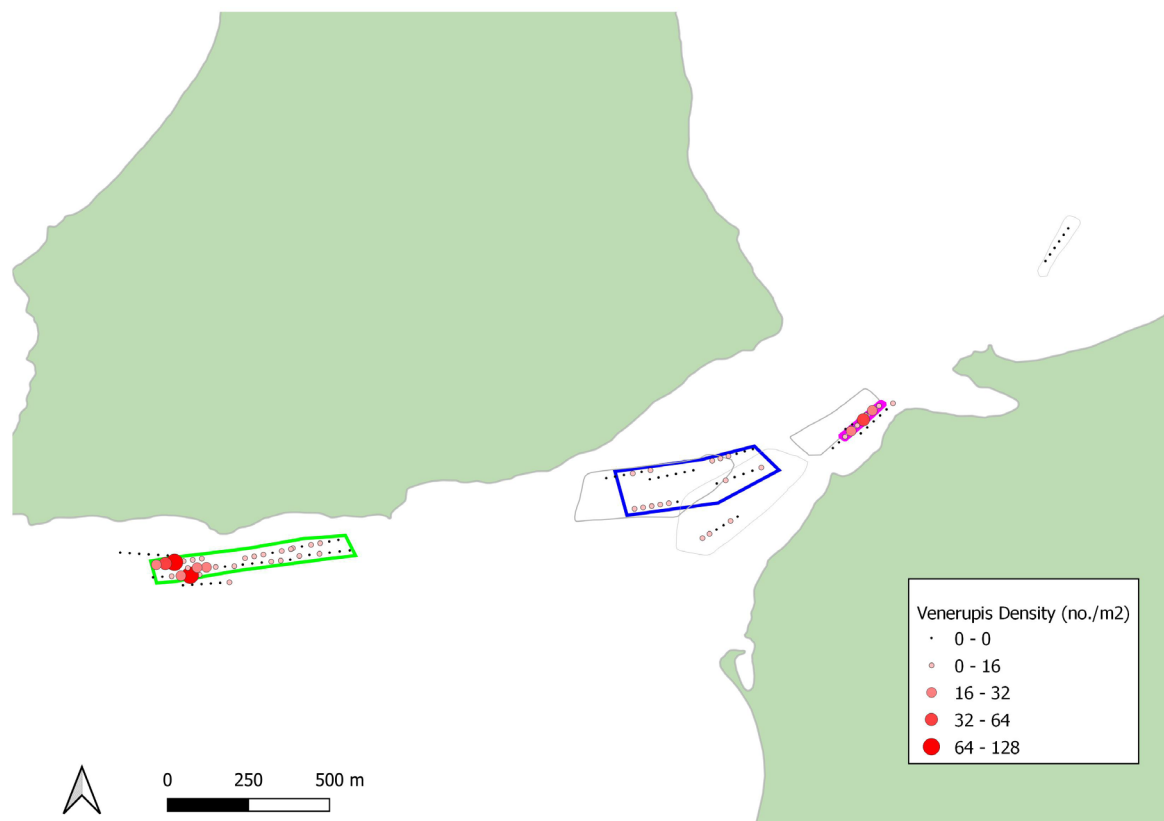 Venerupis Density (no./m2)
0 - 0
0 - 16
16 - 32
32 - 64
64 - 128
0 250 500 m